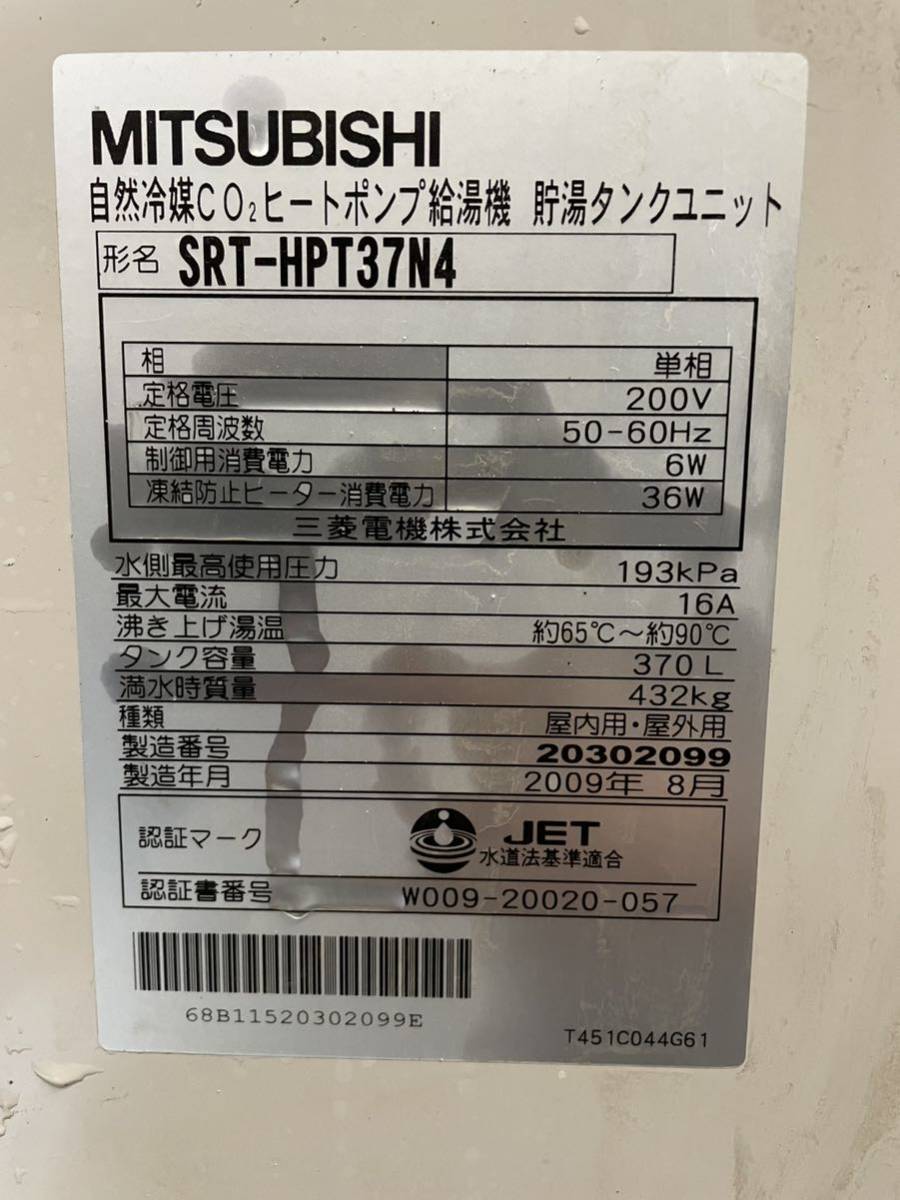 MITSUBISHI
自然冷媒CO₂ヒートポンプ給湯機 貯湯タンクユニット
形名 SRT-HPT37N4
相 単相
定格電圧 200V
定格周波数 50-60Hz
制御用消費電力 6W
凍結防止ヒーター消費電力 36W
三菱電機株式会社
水側最高使用圧力 193kPa
最大電流 16A
沸き上げ湯温 約65℃～約90℃
タンク容量 370L
満水時質量 432kg
種類 屋内用・屋外用
製造番号 20302099
製造年月 2009年 8月
認証マーク JET
水道法基準適合
認証書番号 W009-20020-057
68B11520302099E
T451C044G61